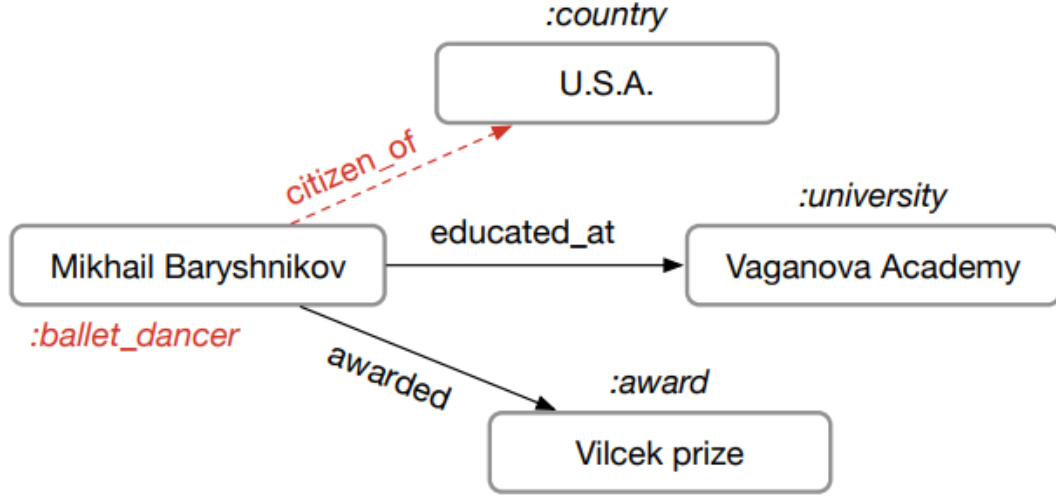 :country
U.S.A.
citizen_of
:university
educated_at
Mikhail Baryshnikov
Vaganova Academy
:ballet_dancer
awarded
:award
Vilcek prize